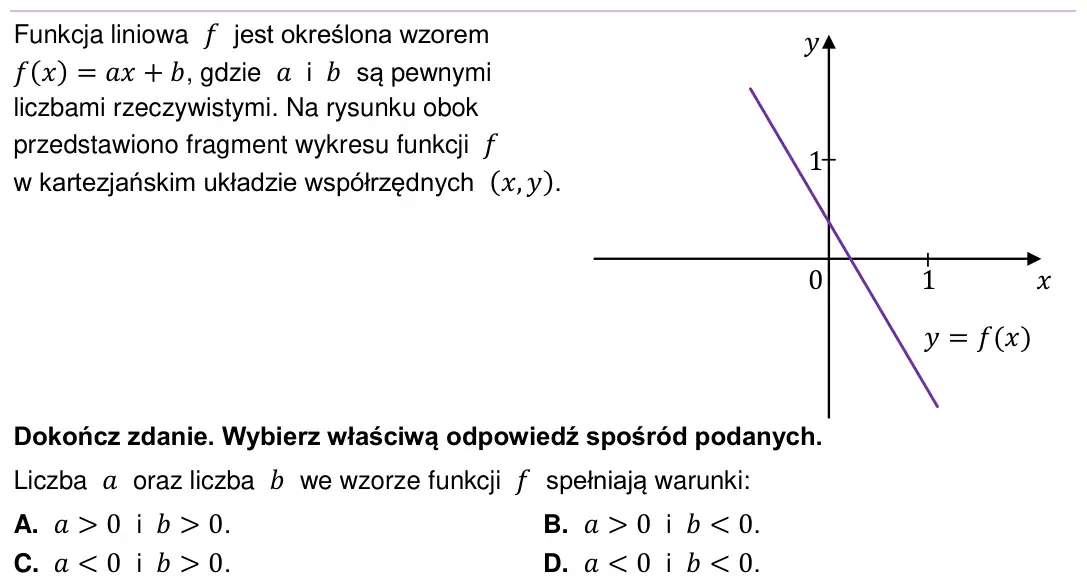 Funkcja liniowa f jest określona wzorem
f(x) = ax + b, gdzie a i b są pewnymi
liczbami rzeczywistymi. Na rysunku obok
przedstawiono fragment wykresu funkcji f
w kartezjańskim układzie współrzędnych (x, y).
y
1
0
1
x
y = f(x)
Dokończ zdanie. Wybierz właściwą odpowiedź spośród podanych.
Liczba a oraz liczba b we wzorze funkcji f spełniają warunki:
A. a > 0 i b > 0.
B. a > 0 i b < 0.
C. a < 0 i b > 0.
D. a < 0 i b < 0.